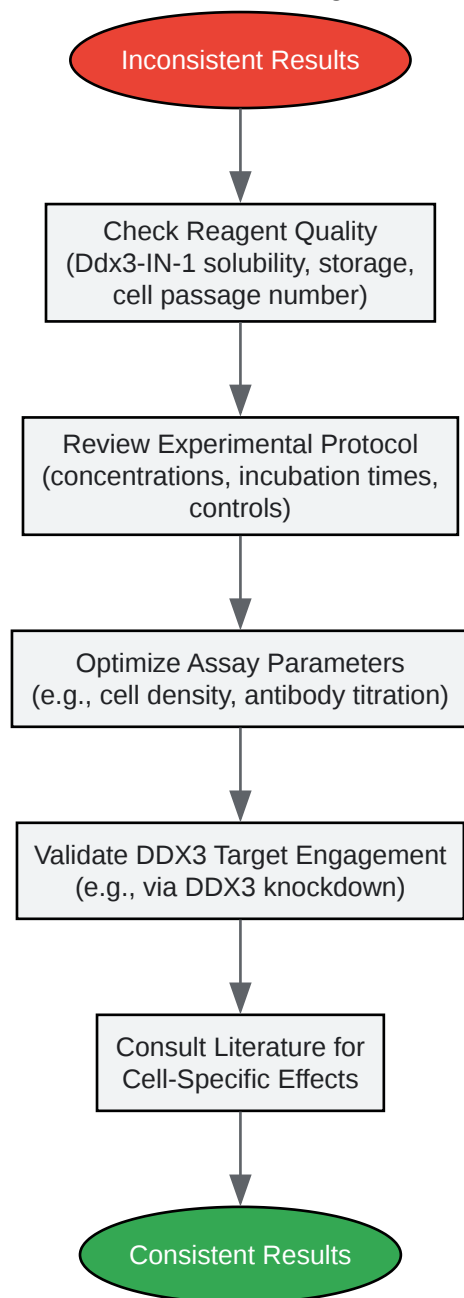 Inconsistent Results
Check Reagent Quality
(Ddx3-IN-1 solubility, storage,
cell passage number)
Review Experimental Protocol
(concentrations, incubation times,
controls)
Optimize Assay Parameters
(e.g., cell density, antibody titration)
Validate DDX3 Target Engagement
(e.g., via DDX3 knockdown)
Consult Literature for
Cell-Specific Effects
Consistent Results